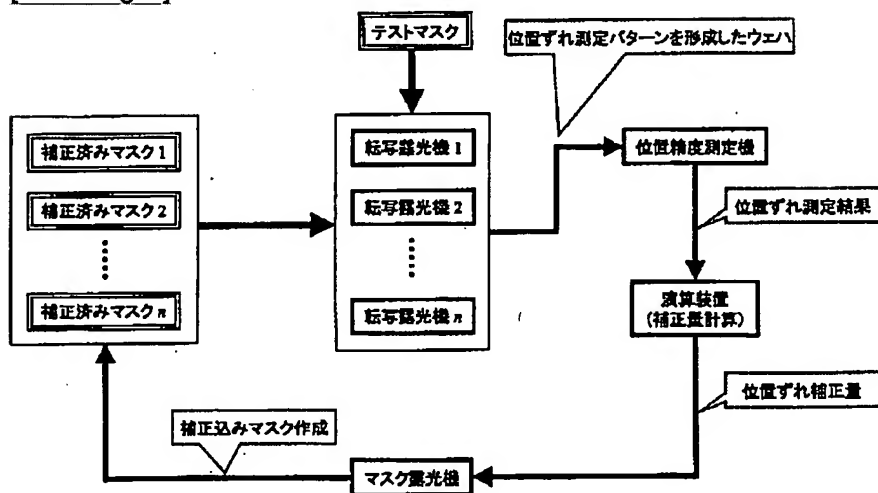 テストマスク
位置ずれ測定パターンを形成したウェハ
補正済みマスク1
補正済みマスク2
補正済みマスクn
転写露光機1
転写露光機2
転写露光機n
位置精度測定機
位置ずれ測定結果
演算装置
(補正量計算)
位置ずれ補正量
補正込みマスク作成
マスク露光機